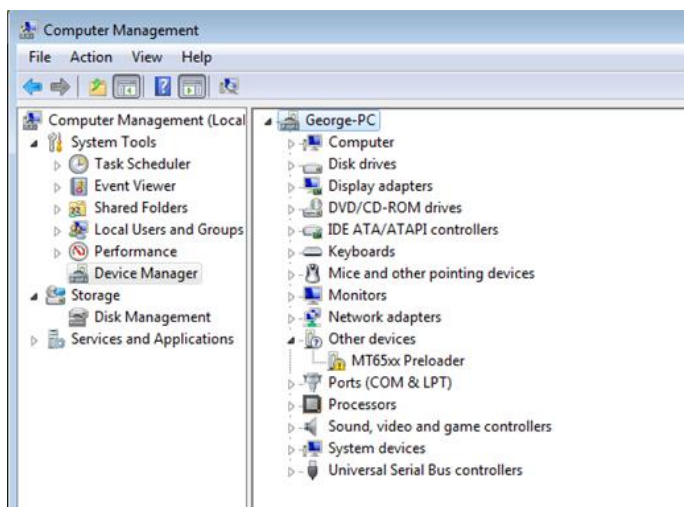 Computer Management
File Action View Help
Computer Management (Local
System Tools
Task Scheduler
Event Viewer
Shared Folders
Local Users and Groups
Performance
Device Manager
Storage
Disk Management
Services and Applications
George-PC
Computer
Disk drives
Display adapters
DVD/CD-ROM drives
IDE ATA/ATAPI controllers
Keyboards
Mice and other pointing devices
Monitors
Network adapters
Other devices
MT65xx Preloader
Ports (COM & LPT)
Processors
Sound, video and game controllers
System devices
Universal Serial Bus controllers